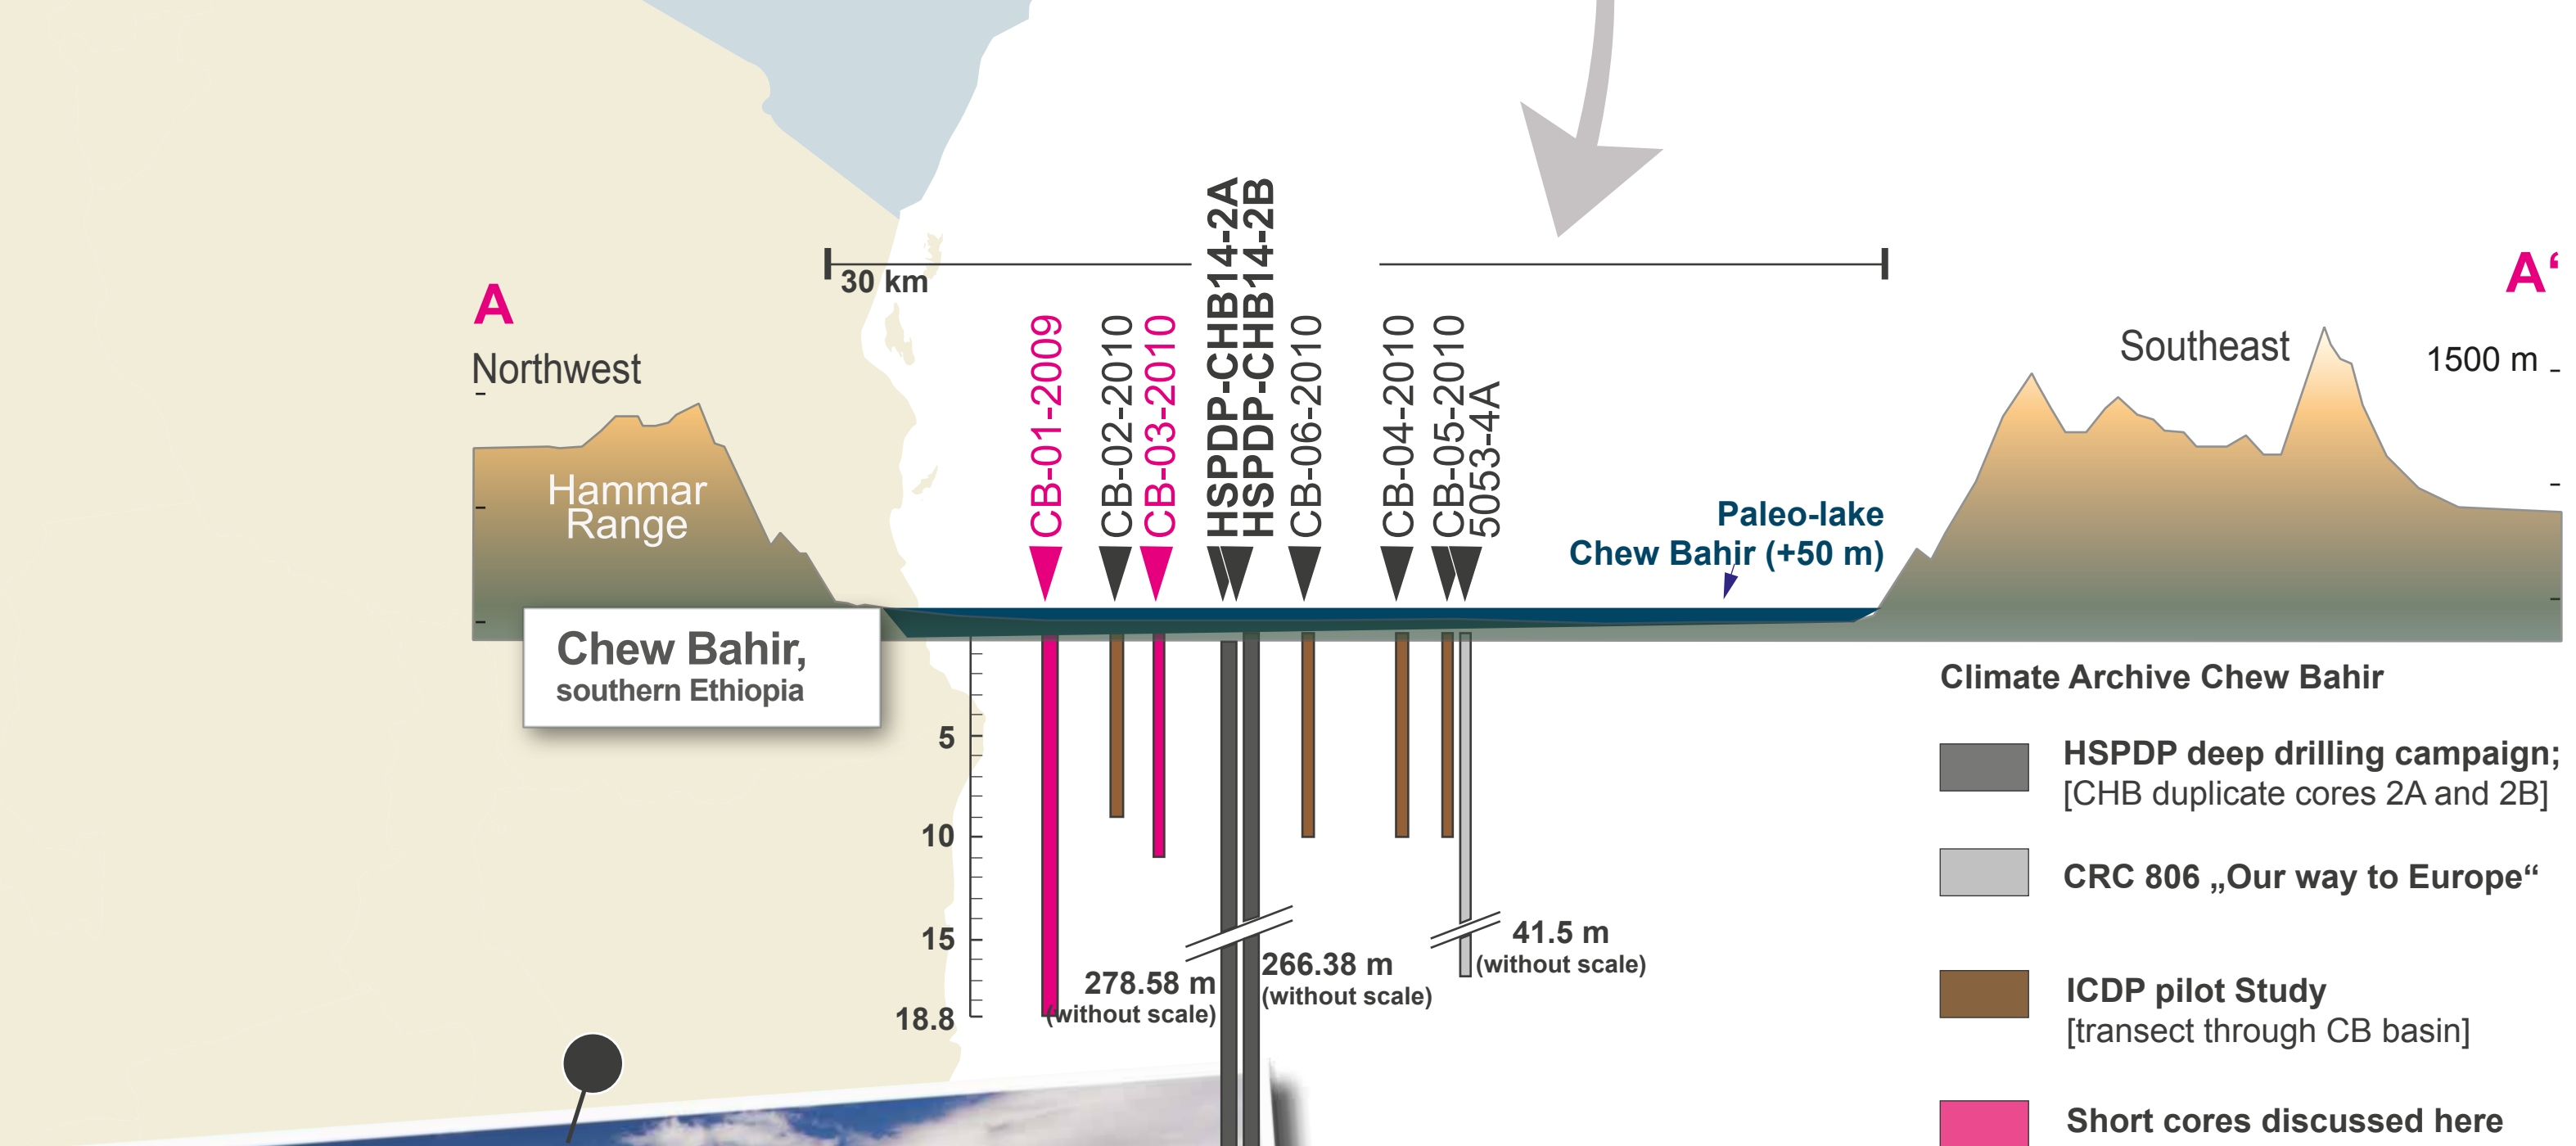 30 km
A
A‘
Northwest
Southeast
1500 m
Hammar
Range
CB-01-2009
CB-02-2010
CB-03-2010
HSPDP-CHB14-2A
HSPDP-CHB14-2B
CB-06-2010
CB-04-2010
CB-05-2010
5053-4A
Paleo-lake
Chew Bahir (+50 m)
Chew Bahir,
southern Ethiopia
5
10
15
18.8
278.58 m
(without scale)
266.38 m
(without scale)
41.5 m
(without scale)
Climate Archive Chew Bahir
HSPDP deep drilling campaign;
[CHB duplicate cores 2A and 2B]
CRC 806 „Our way to Europe“
ICDP pilot Study
[transect through CB basin]
Short cores discussed here